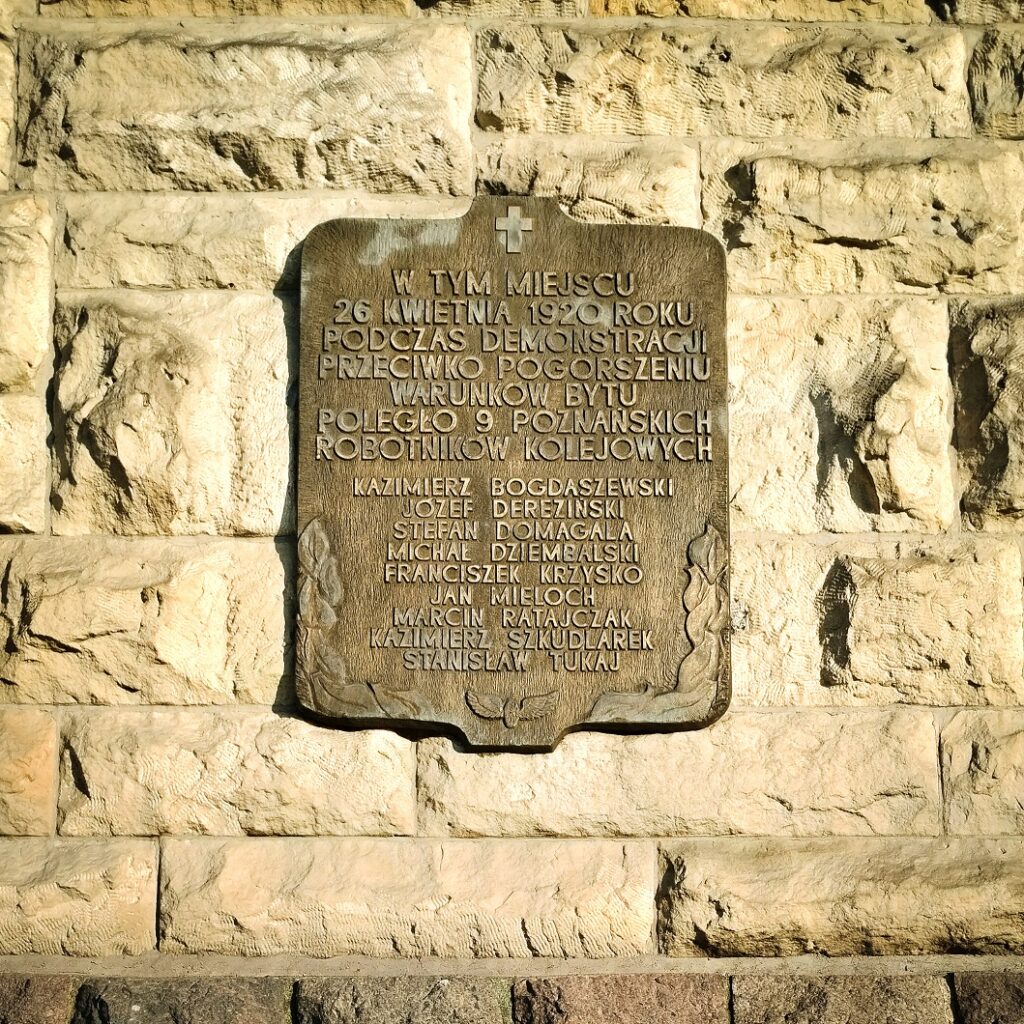 W TYM MIEJSCU
26 KWIETNIA 1920 ROKU
PODCZAS DEMONSTRACJI
PRZECIWKO POGORSZENIU
WARUNKÓW BYTU
POLEGŁO 9 POZNAŃSKICH
ROBOTNIKÓW KOLEJOWYCH
KAZIMIERZ BOGDASZEWSKI
JÓZEF DEREZIŃSKI
STEFAN DOMAGAŁA
MICHAŁ DZIEMBALSKI
FRANCISZEK KRZYSKO
JAN MIELOCH
MARCIN RATAJCZAK
KAZIMIERZ SZKUDLAREK
STANISŁAW TUKAJ